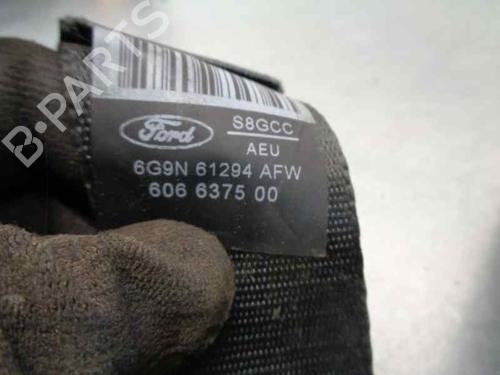 B-PARTS
Ford
S8GCC
AEU
6G9N 61294 AFW
606 6375 00